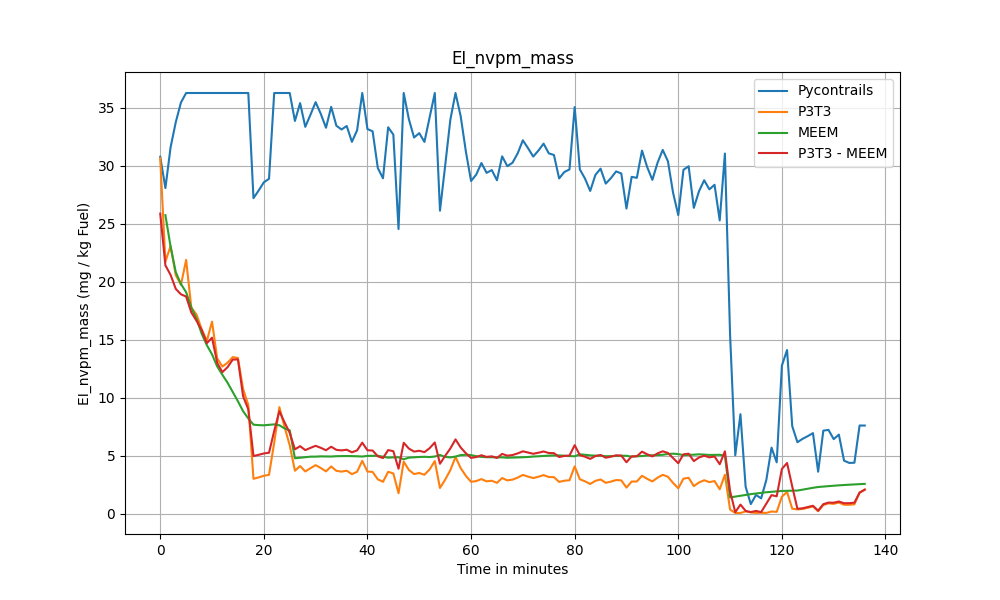 EI_nvpm_mass
Pycontrails
P3T3
MEEM
P3T3 - MEEM
EI_nvpm_mass (mg / kg Fuel)
35
30
25
20
15
10
5
0
0 20 40 60 80 100 120 140
Time in minutes